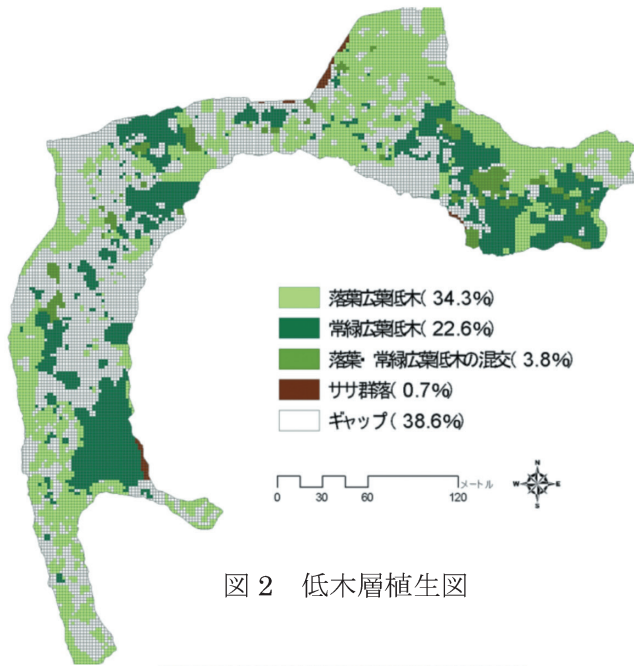 落葉広葉低木( 34.3%)
常緑広葉低木( 22.6%)
落葉・常緑広葉低木の混交( 3.8%)
ササ群落( 0.7%)
ギャップ( 38.6%)
メートル
0 30 60 120
N
W E
S
図 2 低木層植生図